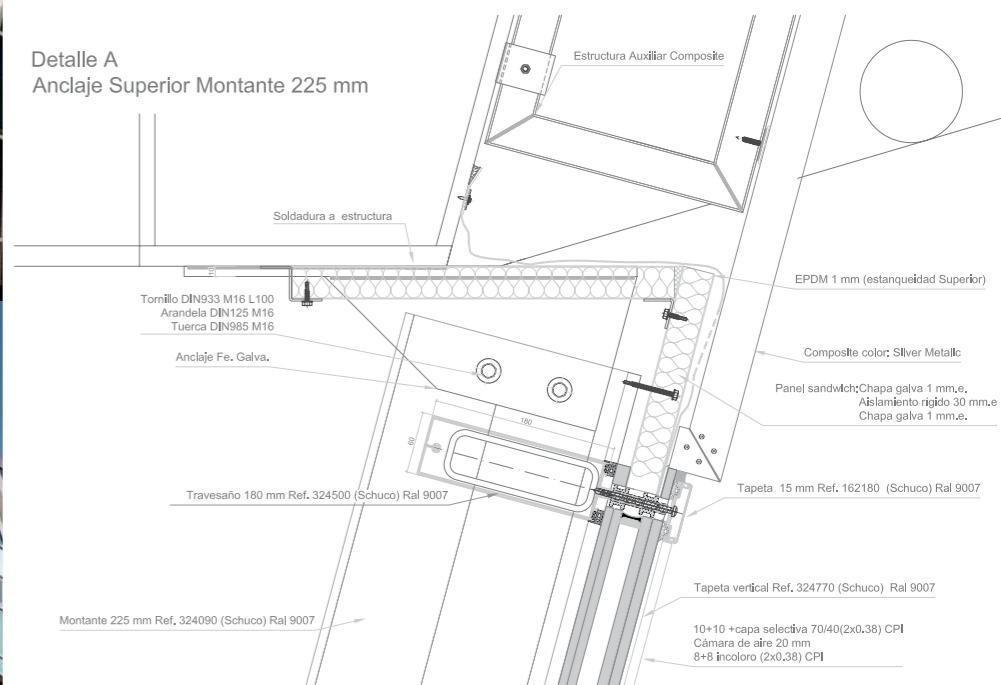 Detalle A
Anclaje Superior Montante 225 mm
Estructura Auxiliar Composite
Soldadura a estructura
10
EPDM 1 mm (estanqueidad Superior)
Tornillo DIN933 M16 L100
Arandela DIN125 M16
Tuerca DIN985 M16
Anclaje Fe. Galva.
Composite color: Silver Metalic
Panel sandwich:Chapa galva 1 mm.e.
Aislamiento rigido 30 mm.e
Chapa galva 1 mm.e.
180
60
Travesaño 180 mm Ref. 324500 (Schuco) Ral 9007
Tapeta 15 mm Ref. 162180 (Schuco) Ral 9007
Tapeta vertical Ref. 324770 (Schuco) Ral 9007
Montante 225 mm Ref. 324090 (Schuco) Ral 9007
10+10 +capa selectiva 70/40(2x0.38) CPI
Cámara de aire 20 mm
8+8 incoloro (2x0.38) CPI